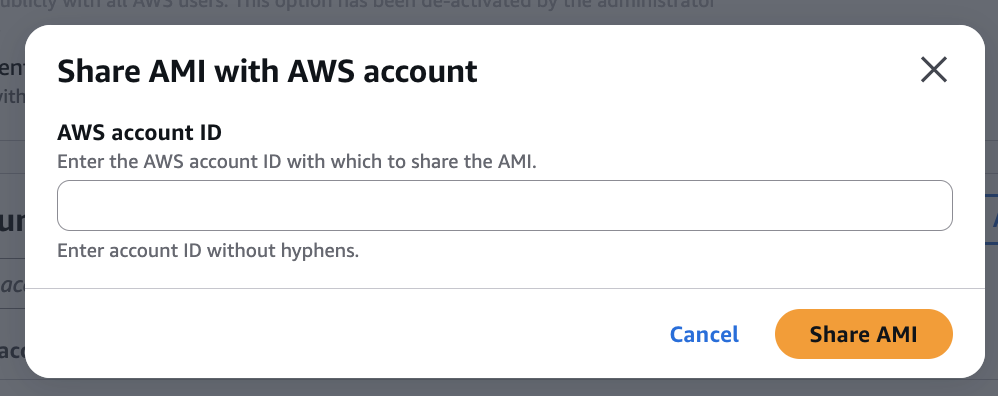 publicly with all AWS users. This option has been de-activated by the administrator
Share AMI with AWS account
AWS account ID
Enter the AWS account ID with which to share the AMI.
Enter account ID without hyphens.
Cancel
Share AMI